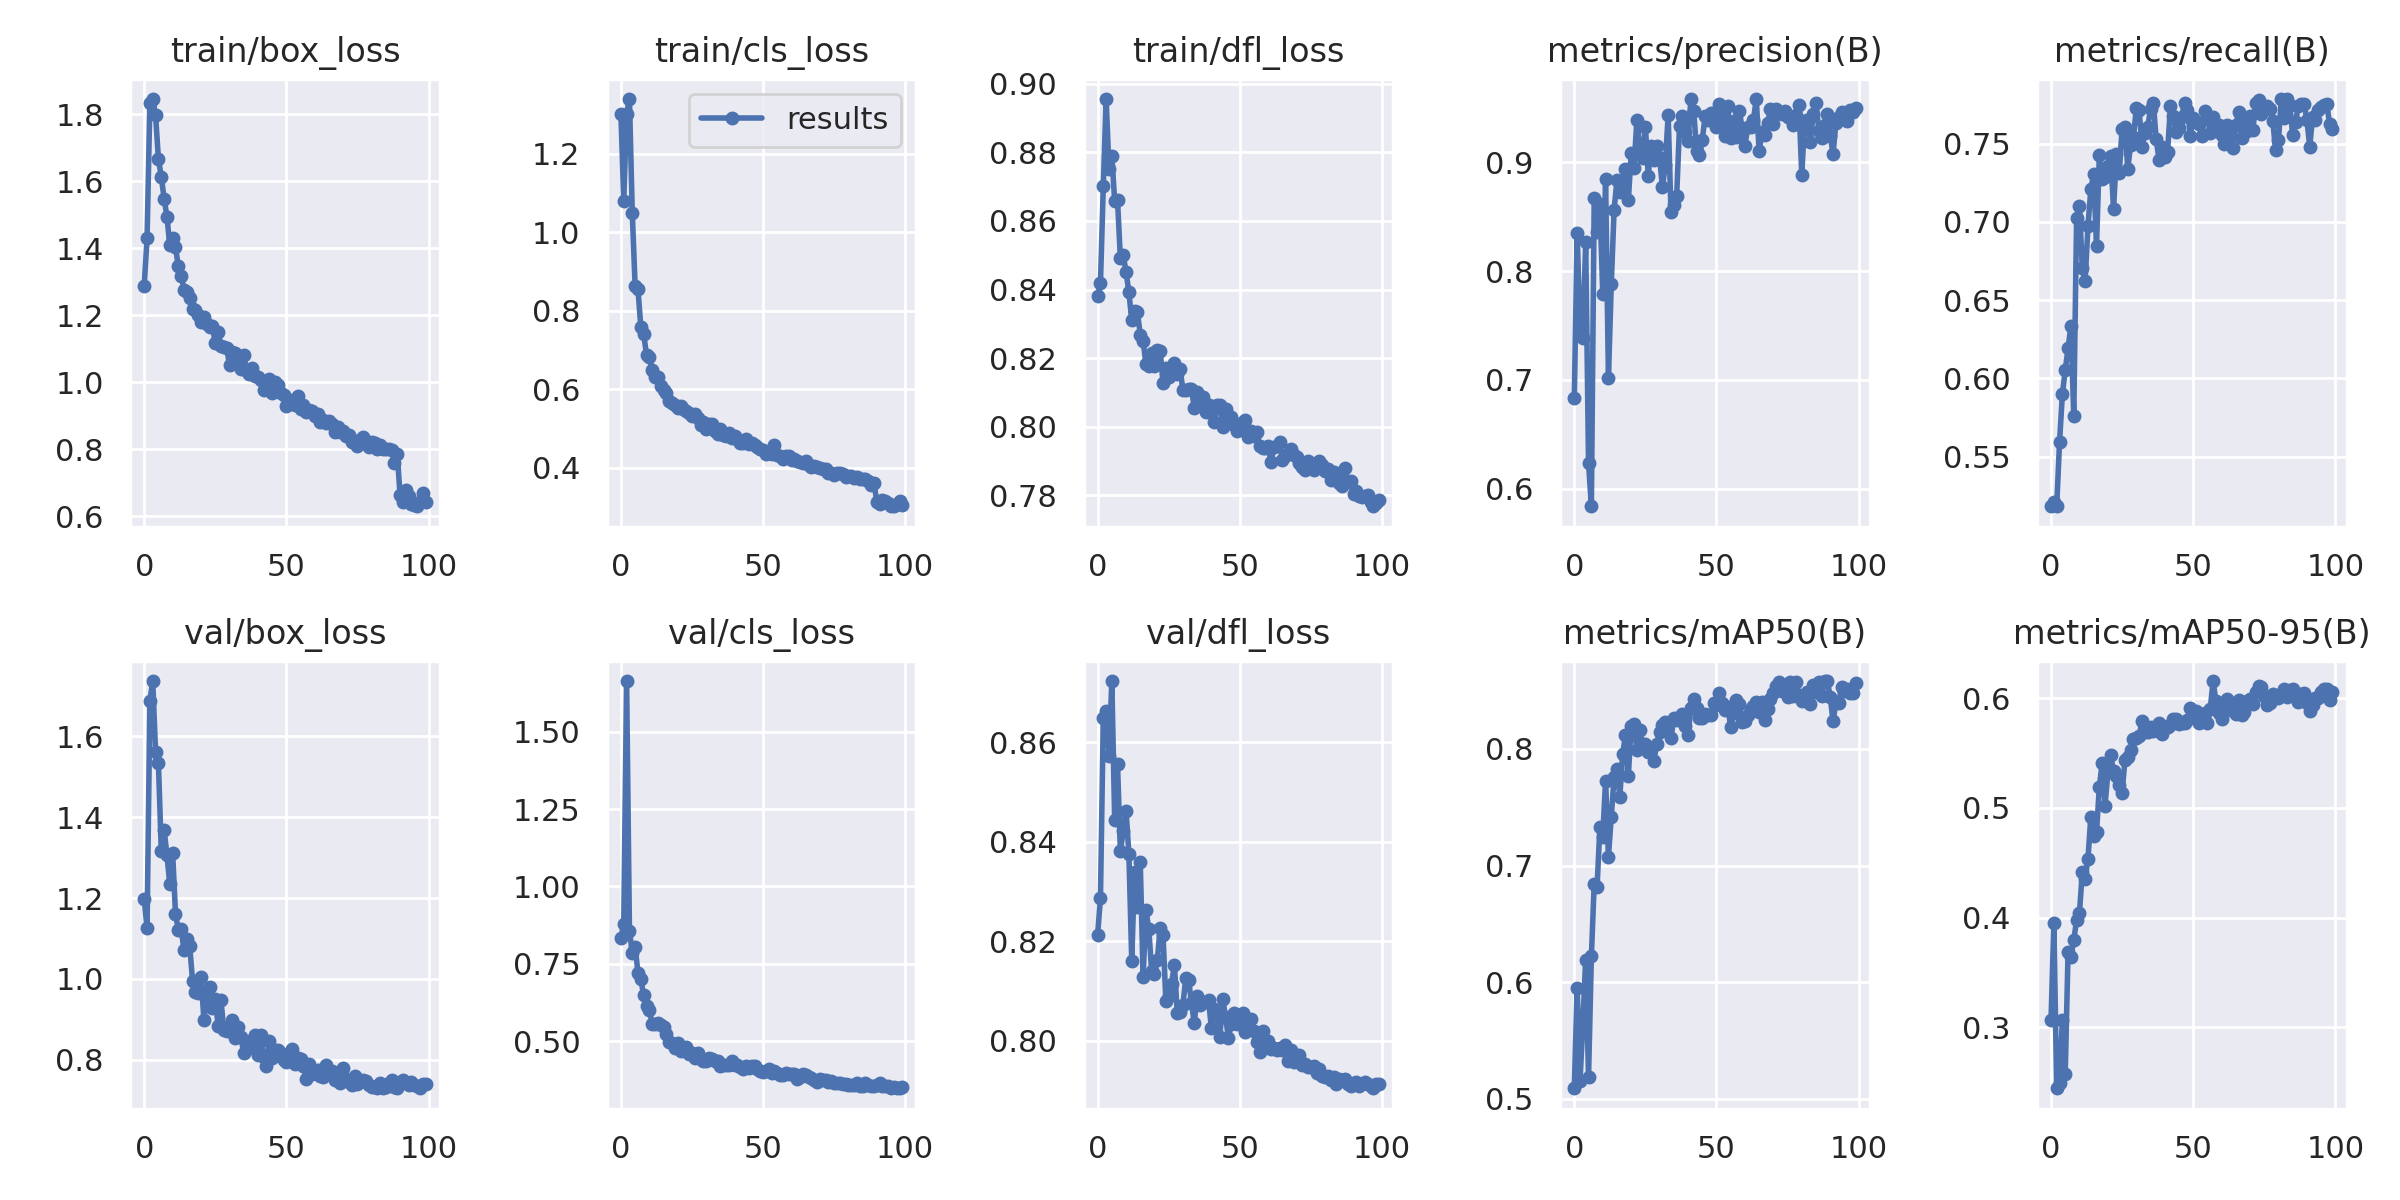 train/box_loss
1.8
1.6
1.4
1.2
1.0
0.8
0.6
0 50 100
train/cls_loss
results
1.2
1.0
0.8
0.6
0.4
0 50 100
train/dfl_loss
0.90
0.88
0.86
0.84
0.82
0.80
0.78
0 50 100
metrics/precision(B)
0.9
0.8
0.7
0.6
0 50 100
metrics/recall(B)
0.75
0.70
0.65
0.60
0.55
0 50 100
val/box_loss
1.6
1.4
1.2
1.0
0.8
0 50 100
val/cls_loss
1.50
1.25
1.00
0.75
0.50
0 50 100
val/dfl_loss
0.86
0.84
0.82
0.80
0 50 100
metrics/mAP50(B)
0.8
0.7
0.6
0.5
0 50 100
metrics/mAP50-95(B)
0.6
0.5
0.4
0.3
0 50 100